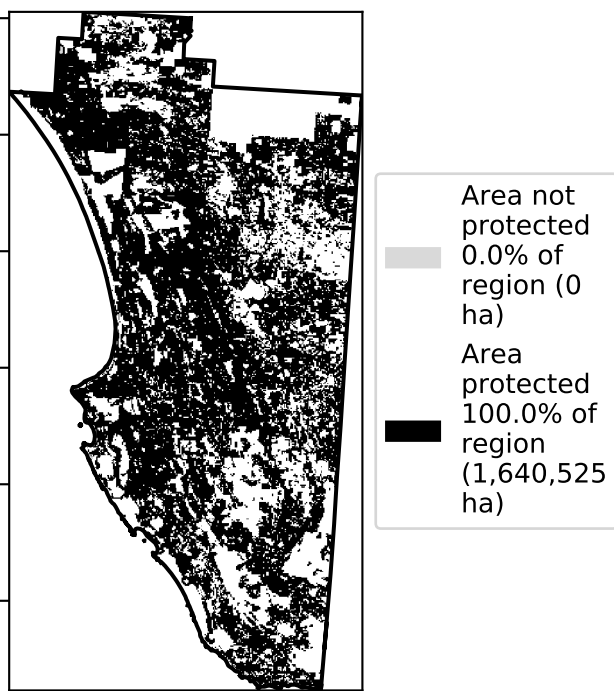 Area not
protected
0.0% of
region (0
ha)
Area
protected
100.0% of
region
(1,640,525
ha)